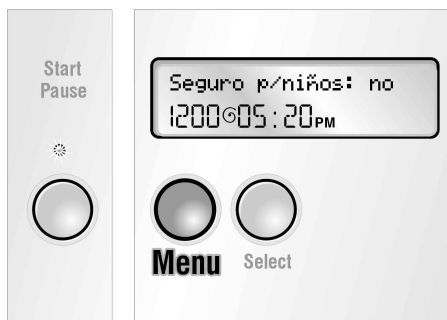 Start
Pause
Seguro p/niños: no
1200 05:20PM
Menu
Select